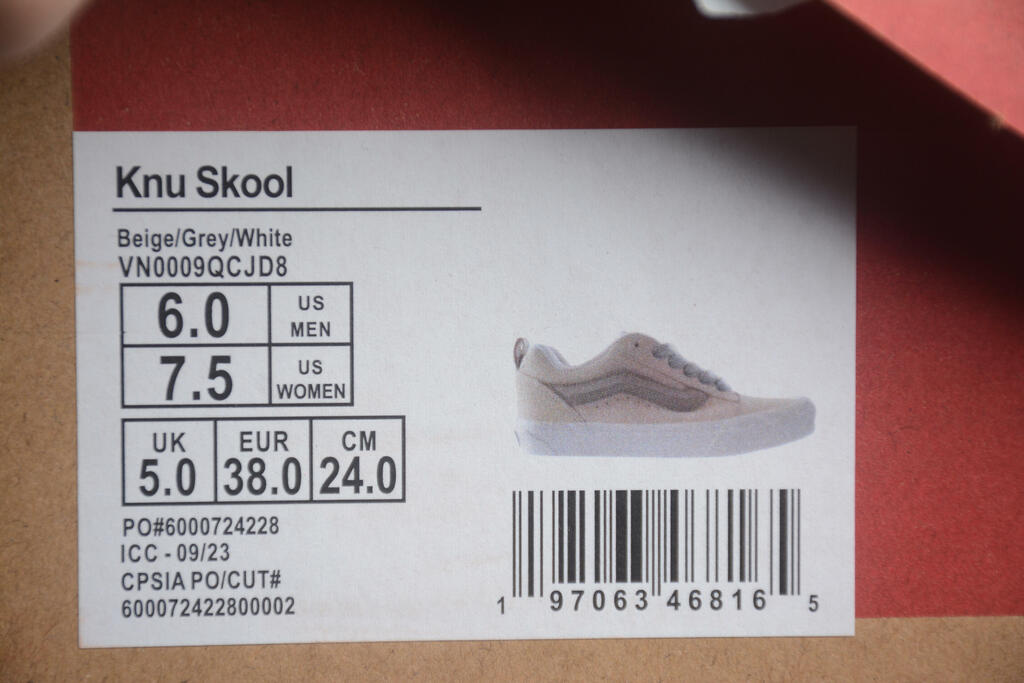 Knu Skool
Beige/Grey/White
VN0009QCJD8
6.0 US MEN
7.5 US WOMEN
UK EUR CM
5.0 38.0 24.0
PO#6000724228
ICC - 09/23
CPSIA PO/CUT#
600072422800002
1 97063 46816 5